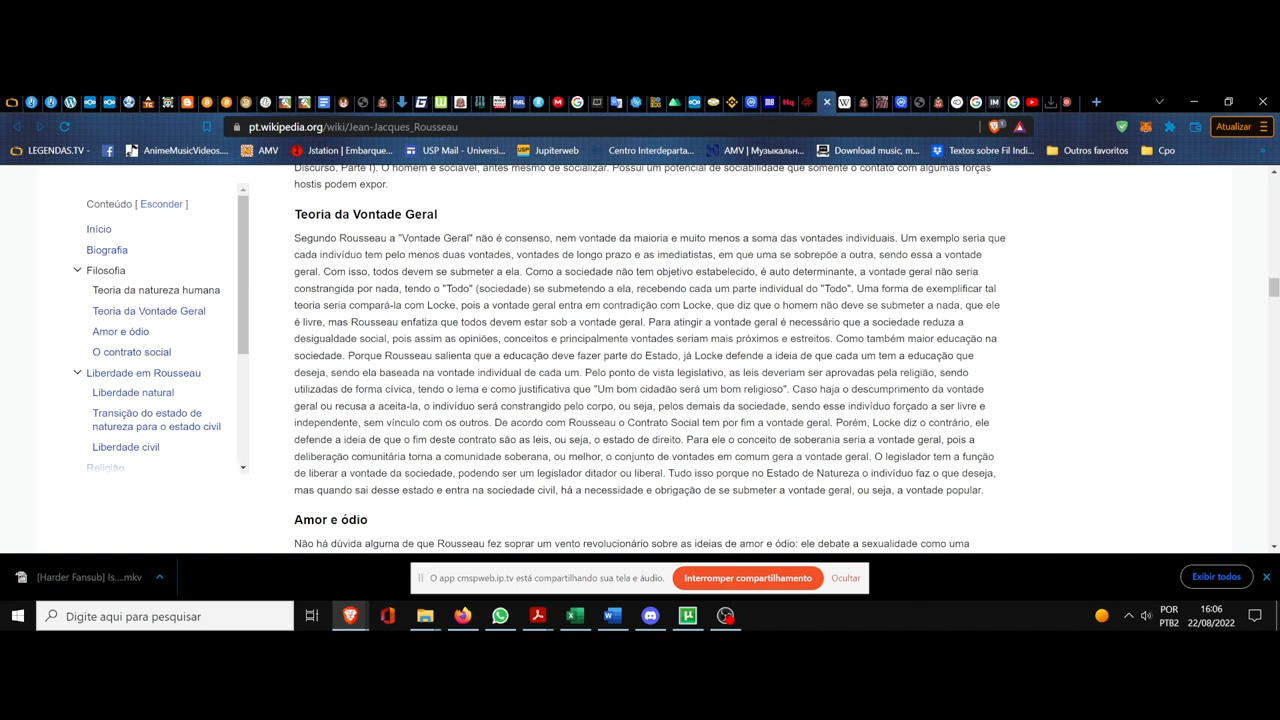 pt.wikipedia.org/wiki/Jean-Jacques_Rousseau
1
Atualizar
LEGENDAS.TV -
AnimeMusicVideos....
AMV
Jstation | Embarque...
USP Mail - Universi...
Jupiterweb
Centro Interdeparta...
AMV | Музыкальн...
Download music, m...
Textos sobre Fil Indi...
Outros favoritos
Cpo
Conteúdo [ Esconder ]
Início
Biografia
Filosofia
Teoria da natureza humana
Teoria da Vontade Geral
Amor e ódio
O contrato social
Liberdade em Rousseau
Liberdade natural
Transição do estado de
natureza para o estado civil
Liberdade civil
Religião
Discurso, Parte I). O homem é sociável, antes mesmo de socializar. Possui um potencial de sociabilidade que somente o contato com algumas forças
hostis podem expor.
Teoria da Vontade Geral
Segundo Rousseau a "Vontade Geral" não é consenso, nem vontade da maioria e muito menos a soma das vontades individuais. Um exemplo seria que
cada indivíduo tem pelo menos duas vontades, vontades de longo prazo e as imediatistas, em que uma se sobrepõe a outra, sendo essa a vontade
geral. Com isso, todos devem se submeter a ela. Como a sociedade não tem objetivo estabelecido, é auto determinante, a vontade geral não seria
constrangida por nada, tendo o "Todo" (sociedade) se submetendo a ela, recebendo cada um parte individual do "Todo". Uma forma de exemplificar tal
teoria seria compará-la com Locke, pois a vontade geral entra em contradição com Locke, que diz que o homem não deve se submeter a nada, que ele
é livre, mas Rousseau enfatiza que todos devem estar sob a vontade geral. Para atingir a vontade geral é necessário que a sociedade reduza a
desigualdade social, pois assim as opiniões, conceitos e principalmente vontades seriam mais próximos e estreitos. Como também maior educação na
sociedade. Porque Rousseau salienta que a educação deve fazer parte do Estado, já Locke defende a ideia de que cada um tem a educação que
deseja, sendo ela baseada na vontade individual de cada um. Pelo ponto de vista legislativo, as leis deveriam ser aprovadas pela religião, sendo
utilizadas de forma cívica, tendo o lema e como justificativa que "Um bom cidadão será um bom religioso". Caso haja o descumprimento da vontade
geral ou recusa a aceita-la, o indivíduo será constrangido pelo corpo, ou seja, pelos demais da sociedade, sendo esse indivíduo forçado a ser livre e
independente, sem vínculo com os outros. De acordo com Rousseau o Contrato Social tem por fim a vontade geral. Porém, Locke diz o contrário, ele
defende a ideia de que o fim deste contrato são as leis, ou seja, o estado de direito. Para ele o conceito de soberania seria a vontade geral, pois a
deliberação comunitária torna a comunidade soberana, ou melhor, o conjunto de vontades em comum gera a vontade geral. O legislador tem a função
de liberar a vontade da sociedade, podendo ser um legislador ditador ou liberal. Tudo isso porque no Estado de Natureza o indivíduo faz o que deseja,
mas quando sai desse estado e entra na sociedade civil, há a necessidade e obrigação de se submeter a vontade geral, ou seja, a vontade popular.
Amor e ódio
Não há dúvida alguma de que Rousseau fez soprar um vento revolucionário sobre as ideias de amor e ódio: ele debate a sexualidade como uma
[Harder Fansub] Is....mkv
O app cmspweb.ip.tv está compartilhando sua tela e áudio.
Interromper compartilhamento
Ocultar
Exibir todos
Digite aqui para pesquisar
POR
PTB2
16:06
22/08/2022